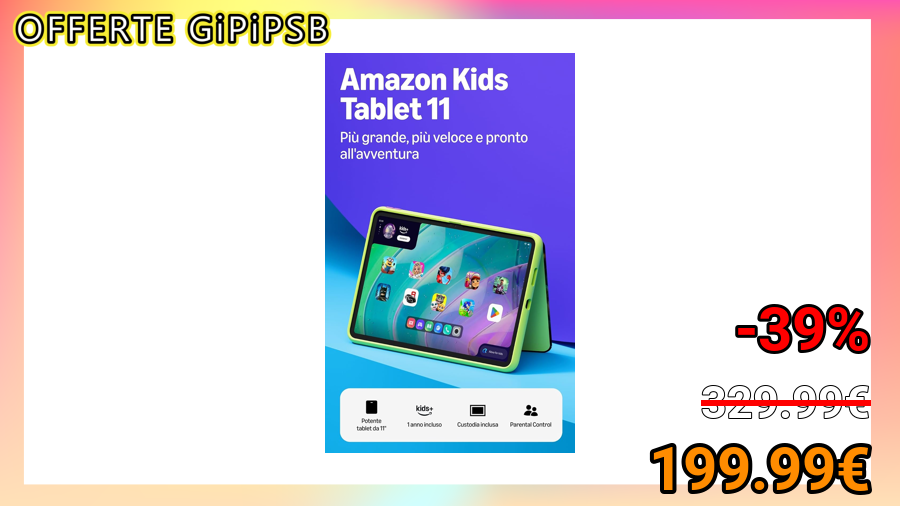 OFFERTE GiPiPSB
Amazon Kids
Tablet 11
Più grande, più veloce e pronto
all'avventura
kids+
kids+
Potente
tablet da 11"
1 anno incluso
Custodia inclusa
Parental Control
-39%
329.99€
199.99€